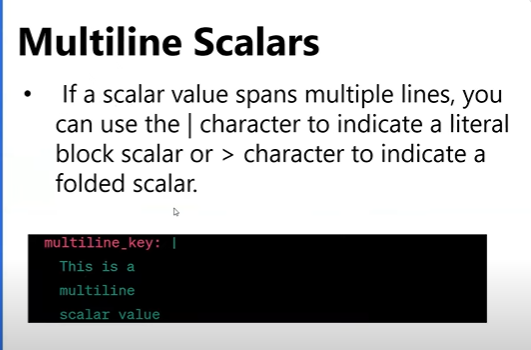 Multiline Scalars
• If a scalar value spans multiple lines, you
can use the | character to indicate a literal
block scalar or > character to indicate a
folded scalar.
multiline_key: |
This is a
multiline
scalar value